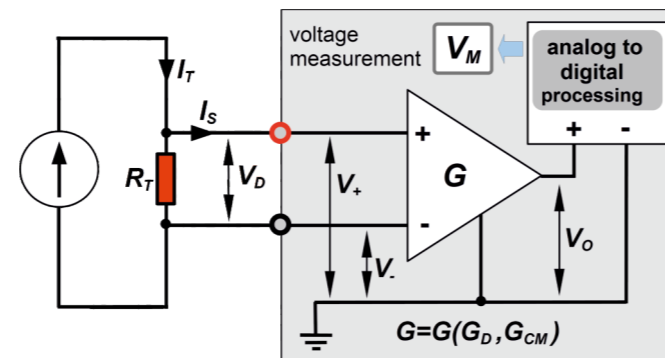 voltage
measurement
V_M
analog to
digital
processing
+ -
I_T
I_S
R_T
V_D
V_+
+
G
-
V_-
V_O
G=G(G_D,G_CM)